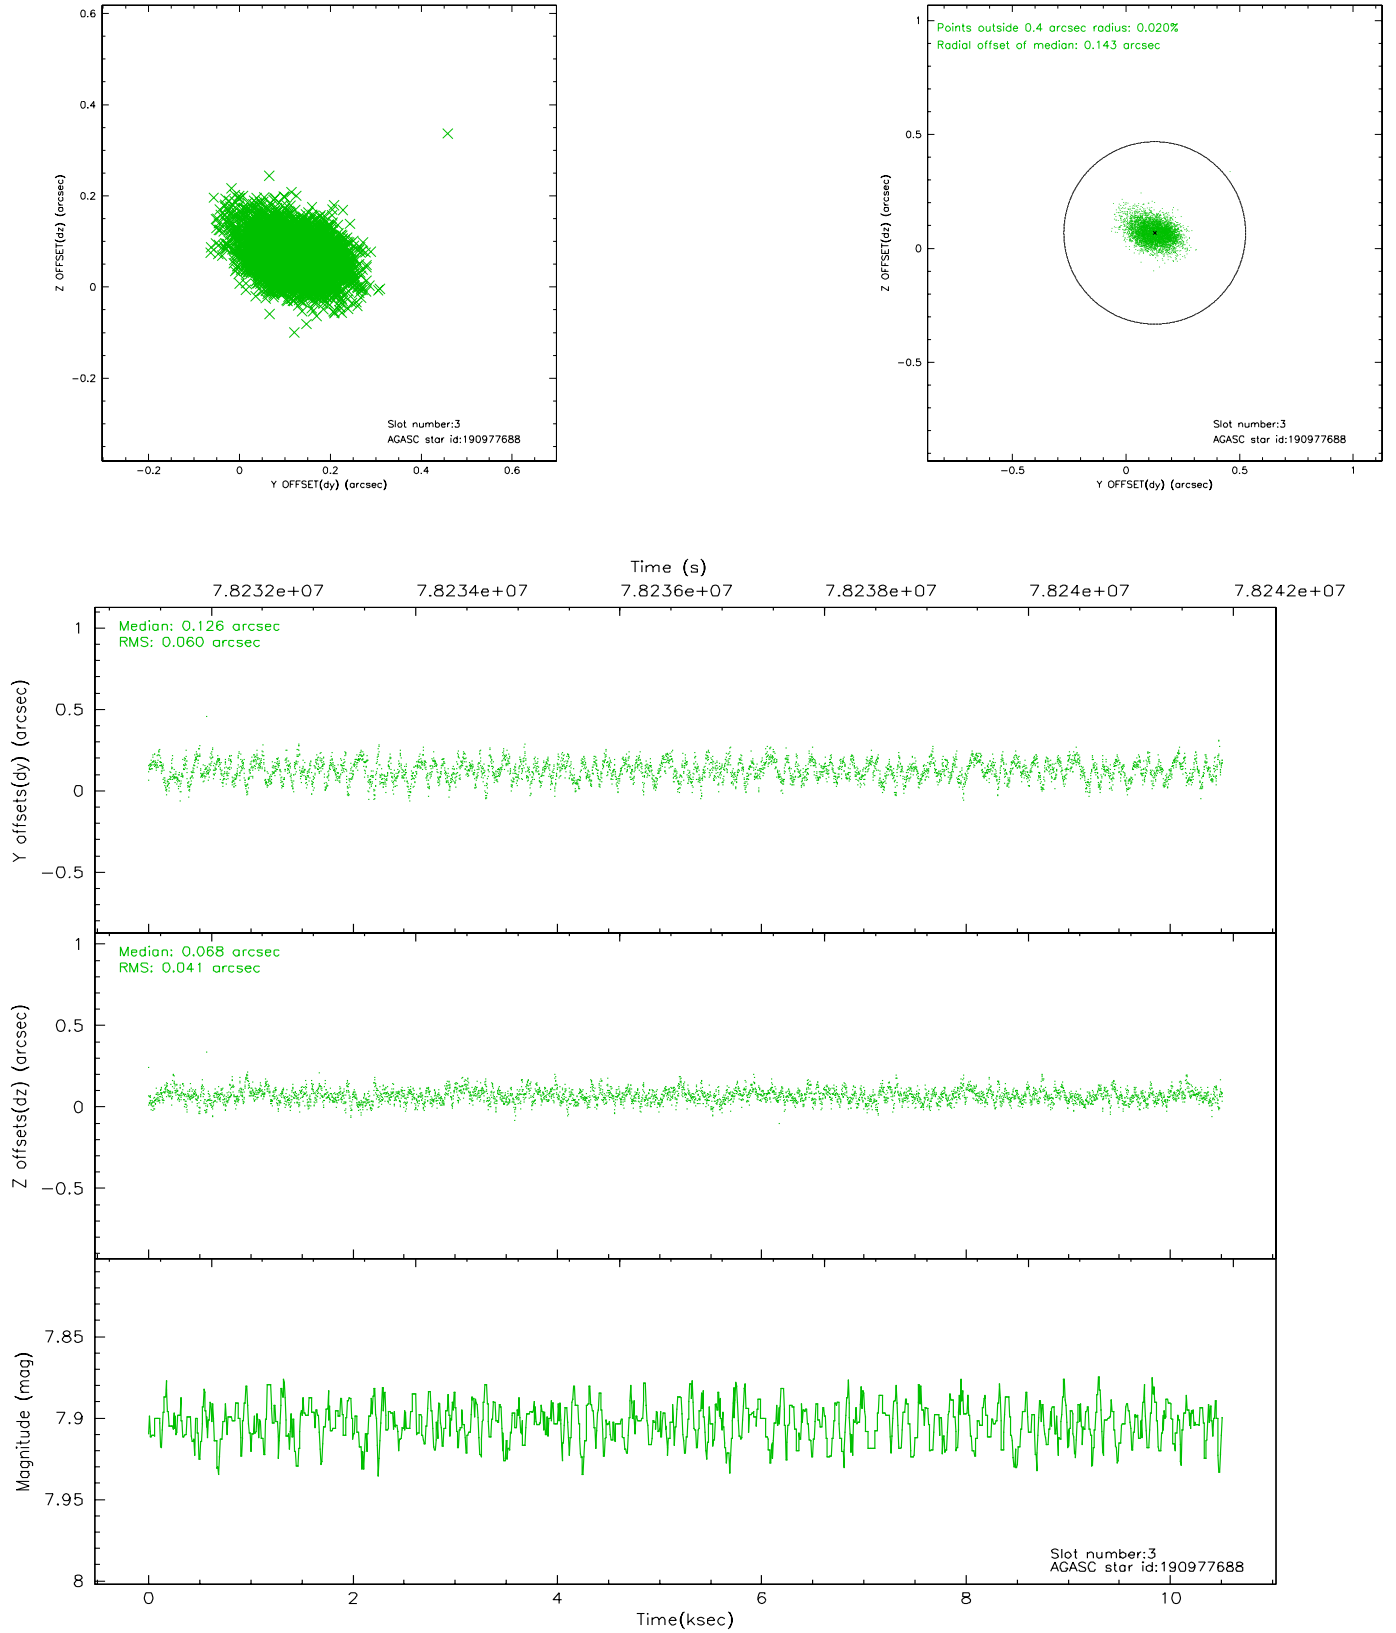 0.6
0.4
0.2
0
−0.2
Z OFFSET(dz) (arcsec)
Slot number:3
AGASC star id:190977688
−0.2 0 0.2 0.4 0.6
Y OFFSET(dy) (arcsec)
Points outside 0.4 arcsec radius: 0.020%
Radial offset of median: 0.143 arcsec
1
0.5
0
−0.5
Z OFFSET(dz) (arcsec)
Slot number:3
AGASC star id:190977688
−0.5 0 0.5 1
Y OFFSET(dy) (arcsec)
Time (s)
7.8232e+07 7.8234e+07 7.8236e+07 7.8238e+07 7.824e+07 7.8242e+07
Median: 0.126 arcsec
RMS: 0.060 arcsec
1
0.5
0
−0.5
Y offsets(dy) (arcsec)
Median: 0.068 arcsec
RMS: 0.041 arcsec
1
0.5
0
−0.5
Z offsets(dz) (arcsec)
7.85
7.9
7.95
8
Magnitude (mag)
Slot number:3
AGASC star id:190977688
0 2 4 6 8 10
Time(ksec)